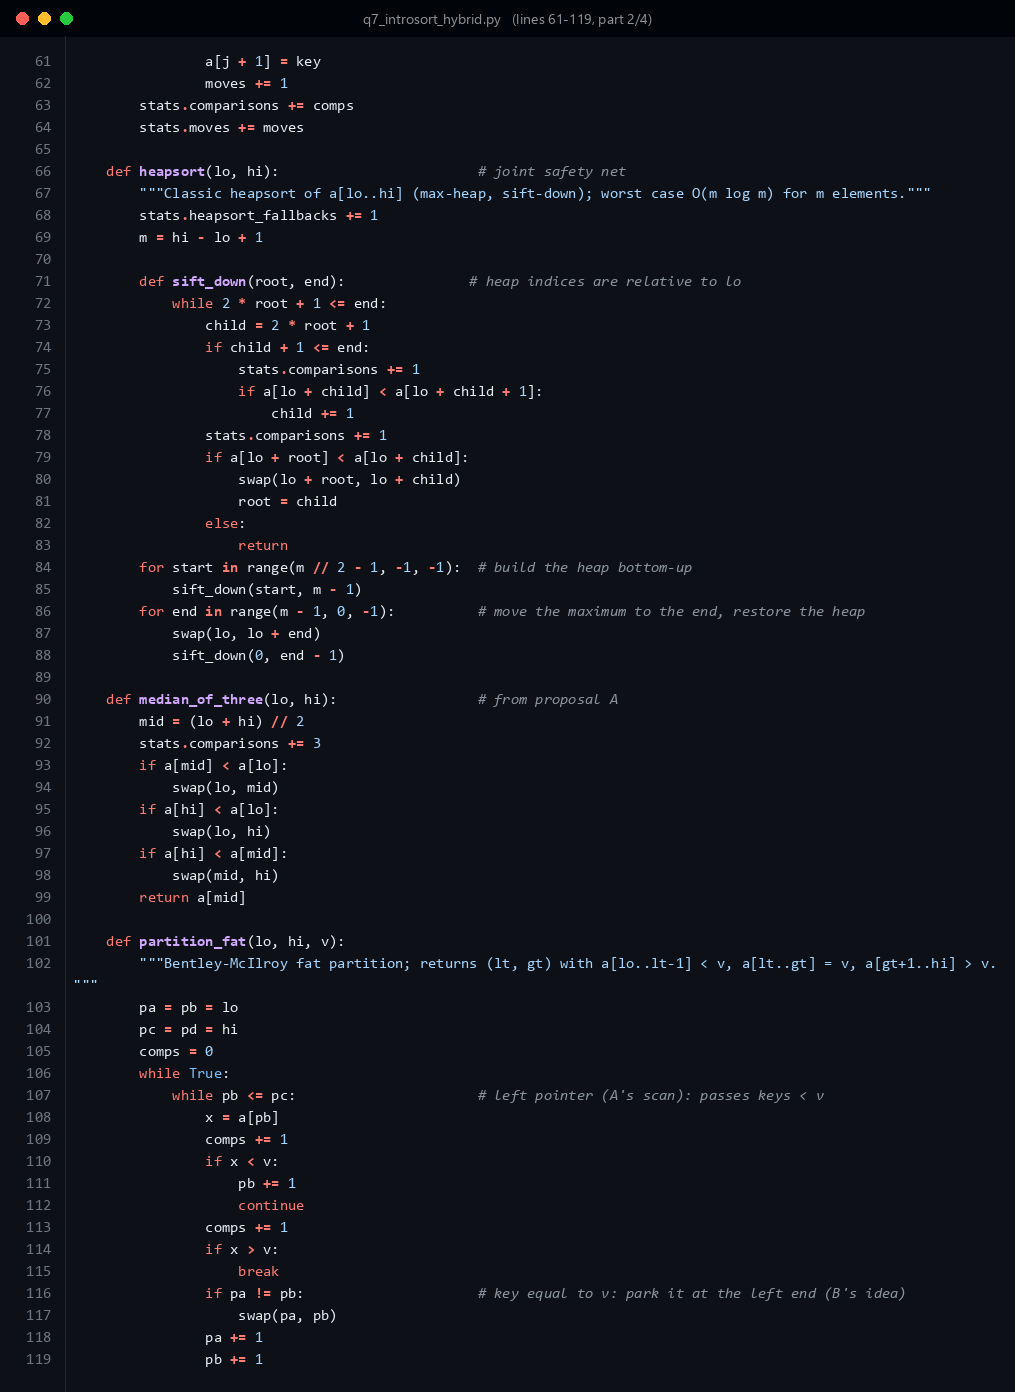 q7_introsort_hybrid.py   (lines 61-119, part 2/4)
61                a[j + 1] = key
62                moves += 1
63        stats.comparisons += comps
64        stats.moves += moves
65
66    def heapsort(lo, hi):                        # joint safety net
67        """Classic heapsort of a[lo..hi] (max-heap, sift-down); worst case O(m log m) for m elements."""
68        stats.heapsort_fallbacks += 1
69        m = hi - lo + 1
70
71        def sift_down(root, end):               # heap indices are relative to lo
72            while 2 * root + 1 <= end:
73                child = 2 * root + 1
74                if child + 1 <= end:
75                    stats.comparisons += 1
76                    if a[lo + child] < a[lo + child + 1]:
77                        child += 1
78                stats.comparisons += 1
79                if a[lo + root] < a[lo + child]:
80                    swap(lo + root, lo + child)
81                    root = child
82                else:
83                    return
84        for start in range(m // 2 - 1, -1, -1):  # build the heap bottom-up
85            sift_down(start, m - 1)
86        for end in range(m - 1, 0, -1):          # move the maximum to the end, restore the heap
87            swap(lo, lo + end)
88            sift_down(0, end - 1)
89
90    def median_of_three(lo, hi):                 # from proposal A
91        mid = (lo + hi) // 2
92        stats.comparisons += 3
93        if a[mid] < a[lo]:
94            swap(lo, mid)
95        if a[hi] < a[lo]:
96            swap(lo, hi)
97        if a[hi] < a[mid]:
98            swap(mid, hi)
99        return a[mid]
100
101    def partition_fat(lo, hi, v):
102        """Bentley-McIlroy fat partition; returns (lt, gt) with a[lo..lt-1] < v, a[lt..gt] = v, a[gt+1..hi] > v.
"""
103        pa = pb = lo
104        pc = pd = hi
105        comps = 0
106        while True:
107            while pb <= pc:                      # left pointer (A's scan): passes keys < v
108                x = a[pb]
109                comps += 1
110                if x < v:
111                    pb += 1
112                    continue
113                comps += 1
114                if x > v:
115                    break
116                if pa != pb:                     # key equal to v: park it at the left end (B's idea)
117                    swap(pa, pb)
118                pa += 1
119                pb += 1